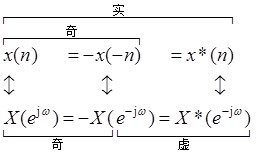 实
奇
x(n) = −x(−n) = x*(n)
↕ ↕ ↕
X(e^{jω}) = −X(e^{−jω}) = X*(e^{−jω})
奇 虚